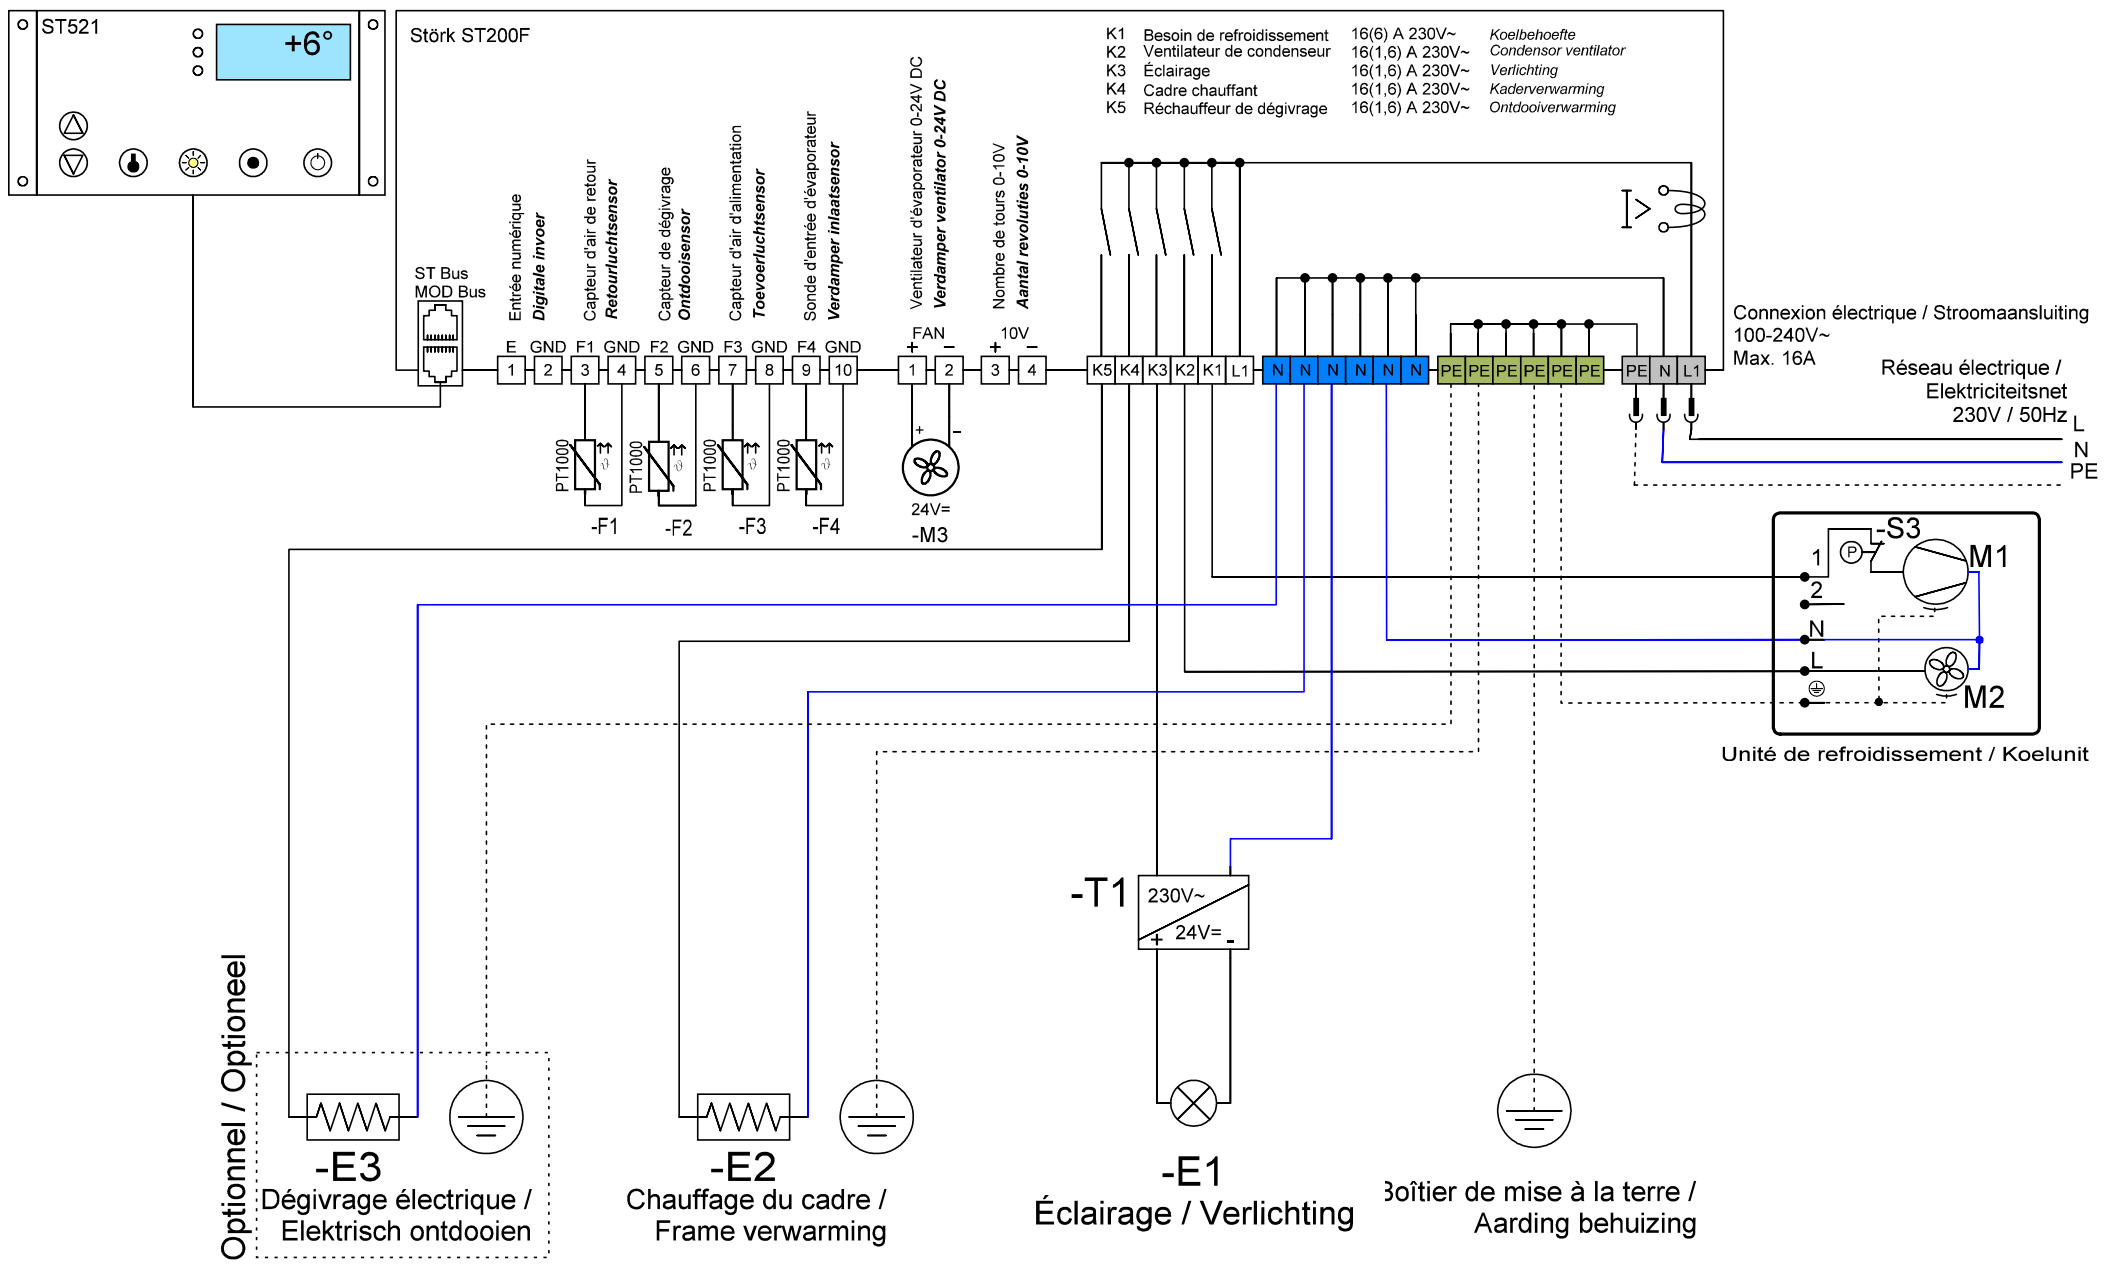 ST521
+6°
Störk ST200F
K1 Besoin de refroidissement 16(6) A 230V~ Koelbehoefte
K2 Ventilateur de condenseur 16(1,6) A 230V~ Condensor ventilator
K3 Éclairage 16(1,6) A 230V~ Verlichting
K4 Cadre chauffant 16(1,6) A 230V~ Kaderverwarming
K5 Réchauffeur de dégivrage 16(1,6) A 230V~ Ontdooiverwarming
ST Bus
MOD Bus
Entrée numérique
Digitale invoer
Capteur d'air de retour
Retourluchtsensor
Capteur de dégivrage
Ontdooisensor
Capteur d'air d'alimentation
Toevoerluchtsensor
Sonde d'entrée d'évaporateur
Verdamper inlaatsensor
Ventilateur d'évaporateur 0-24V DC
Verdamper ventilator 0-24V DC
Nombre de tours 0-10V
Aantal revoluties 0-10V
E GND F1 GND F2 GND F3 GND F4 GND
1 2 3 4 5 6 7 8 9 10
FAN
+ −
1 2
10V
+ −
3 4
K5 K4 K3 K2 K1 L1
N N N N N N
PE PE PE PE PE PE
PE N L1
I >
Connexion électrique / Stroomaansluiting
100-240V~
Max. 16A
Réseau électrique /
Elektriciteitsnet
230V / 50Hz
L
N
PE
PT1000 ϑ
-F1
PT1000 ϑ
-F2
PT1000 ϑ
-F3
PT1000 ϑ
-F4
+ −
24V=
-M3
1
2
N
L
P
-S3
M1
M2
Unité de refroidissement / Koelunit
-T1
230V~
24V=
+ -
Optionnel / Optioneel
-E3
Dégivrage électrique /
Elektrisch ontdooien
-E2
Chauffage du cadre /
Frame verwarming
-E1
Éclairage / Verlichting
Boîtier de mise à la terre /
Aarding behuizing